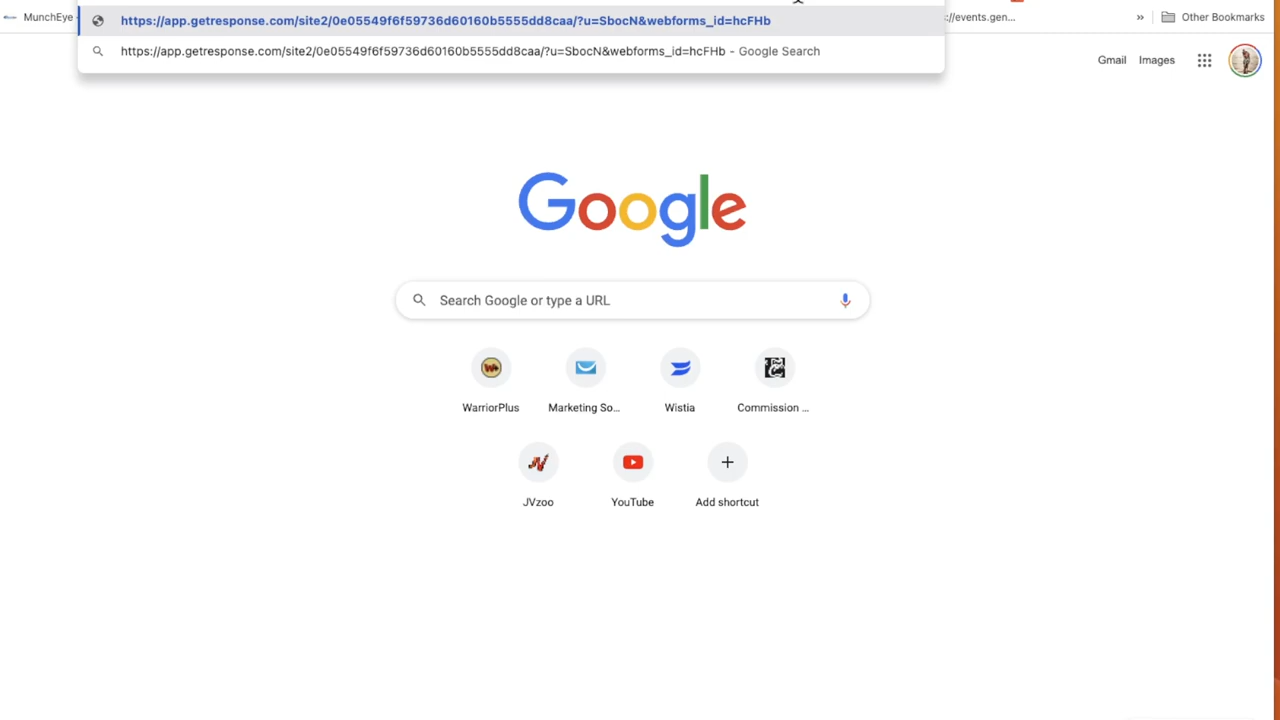 https://app.getresponse.com/site2/0e05549f6f59736d60160b5555dd8caa/?u=SbocN&webforms_id=hcFHb
MunchEye
://events.gen...
»
Other Bookmarks
https://app.getresponse.com/site2/0e05549f6f59736d60160b5555dd8caa/?u=SbocN&webforms_id=hcFHb - Google Search
Gmail Images
Google
Search Google or type a URL
WarriorPlus Marketing So... Wistia Commission ...
JVzoo YouTube Add shortcut